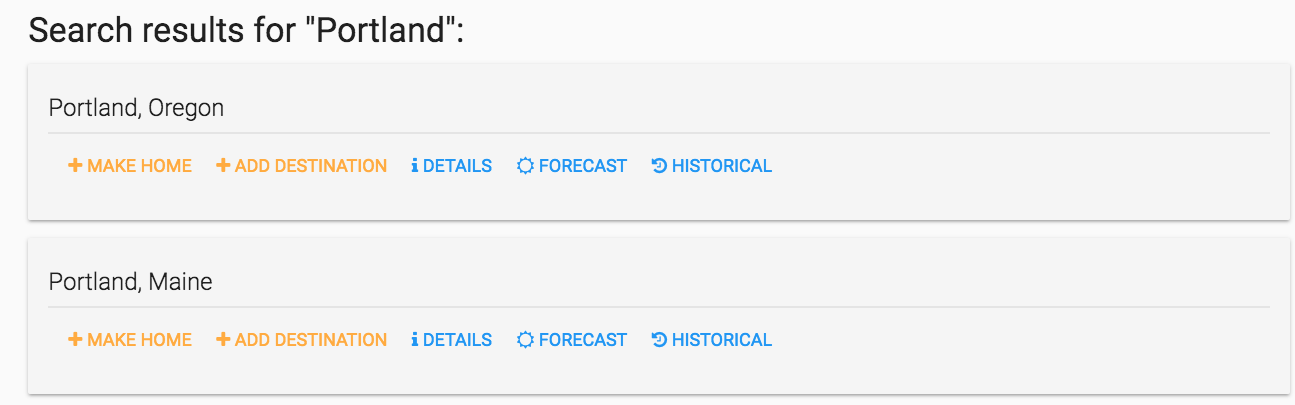 Search results for "Portland":
Portland, Oregon
MAKE HOME ADD DESTINATION DETAILS FORECAST HISTORICAL
Portland, Maine
MAKE HOME ADD DESTINATION DETAILS FORECAST HISTORICAL